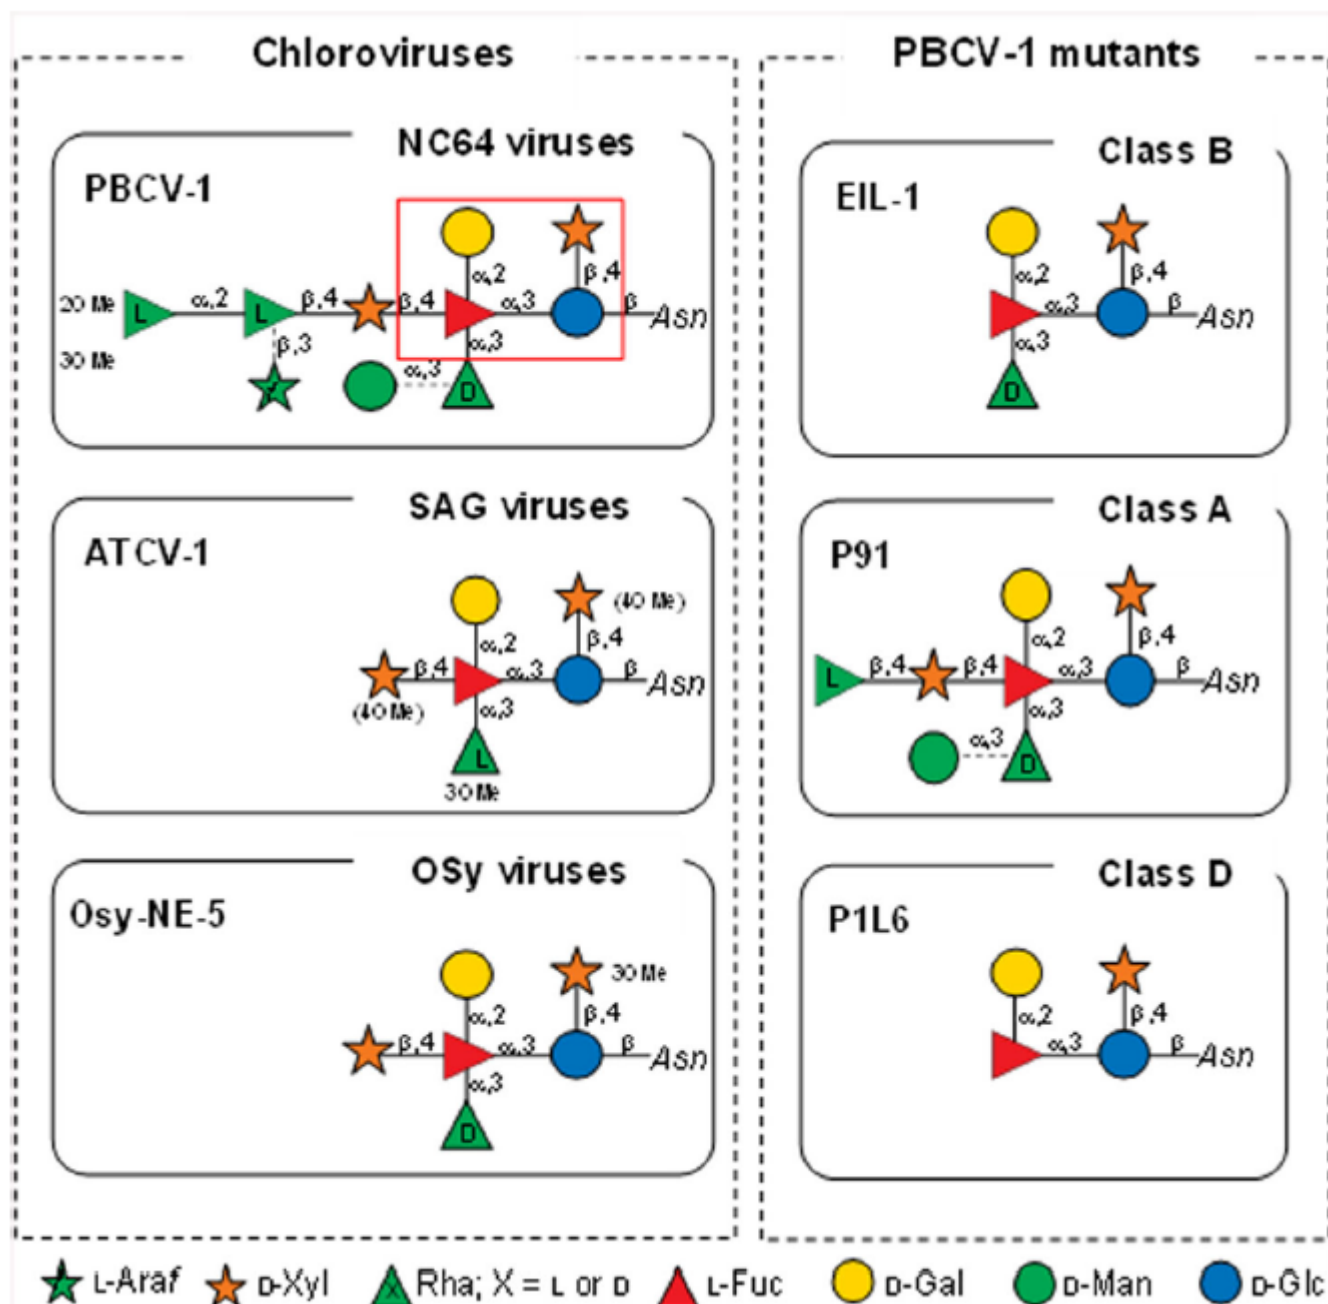 Chloroviruses
PBCV-1 mutants
NC64 viruses
PBCV-1
α,2
β,4
2O Me
L
α,2
L
β,4
β,4
α,3
β
Asn
3O Me
β,3
α,3
α,3
D
SAG viruses
ATCV-1
(4O Me)
α,2
β,4
β,4
α,3
β
Asn
(4O Me)
α,3
L
3O Me
OSy viruses
Osy-NE-5
3O Me
α,2
β,4
β,4
α,3
β
Asn
α,3
D
Class B
EIL-1
α,2
β,4
α,3
β
Asn
α,3
D
Class A
P91
α,2
β,4
L
β,4
β,4
α,3
β
Asn
α,3
α,3
D
Class D
P1L6
α,2
β,4
α,3
β
Asn
L-Araf
D-Xyl
X
Rha; X = L or D
L-Fuc
D-Gal
D-Man
D-Glc